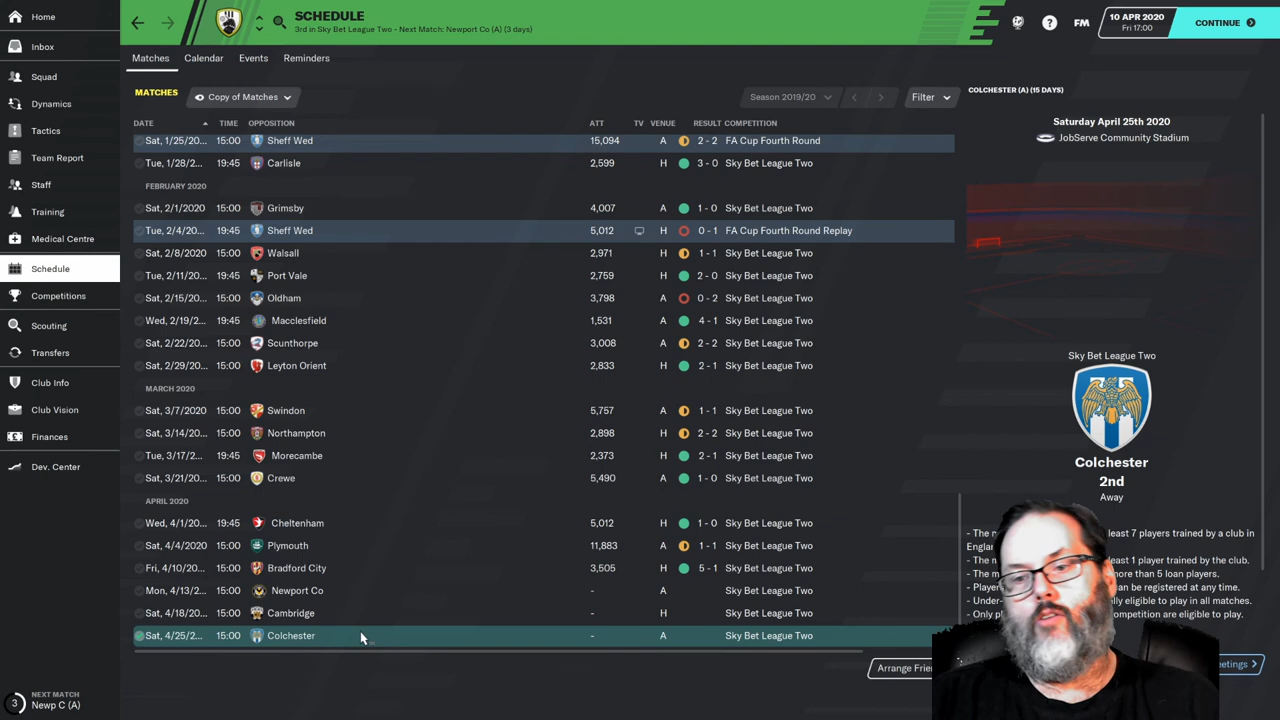 Home
SCHEDULE
3rd in Sky Bet League Two - Next Match: Newport Co (A) (3 days)
?
FM
10 APR 2020
Fri 17:00
CONTINUE
Inbox
Squad
Dynamics
Tactics
Team Report
Staff
Training
Medical Centre
Schedule
Competitions
Scouting
Transfers
Club Info
Club Vision
Finances
Dev. Center
3
NEXT MATCH
Newp C (A)
Matches Calendar Events Reminders
MATCHES
Copy of Matches
Season 2019/20
Filter
DATE TIME OPPOSITION ATT TV VENUE RESULT COMPETITION
Sat, 1/25/20... 15:00 Sheff Wed 15,094 A 2 - 2 FA Cup Fourth Round
Tue, 1/28/2... 19:45 Carlisle 2,599 H 3 - 0 Sky Bet League Two
FEBRUARY 2020
Sat, 2/1/2020 15:00 Grimsby 4,007 A 1 - 0 Sky Bet League Two
Tue, 2/4/20... 19:45 Sheff Wed 5,012 H 0 - 1 FA Cup Fourth Round Replay
Sat, 2/8/2020 15:00 Walsall 2,971 H 1 - 1 Sky Bet League Two
Tue, 2/11/20... 19:45 Port Vale 2,759 H 2 - 0 Sky Bet League Two
Sat, 2/15/20... 15:00 Oldham 3,798 A 0 - 2 Sky Bet League Two
Wed, 2/19/2... 19:45 Macclesfield 1,531 A 4 - 1 Sky Bet League Two
Sat, 2/22/20... 15:00 Scunthorpe 3,008 A 2 - 2 Sky Bet League Two
Sat, 2/29/20... 15:00 Leyton Orient 2,833 H 2 - 1 Sky Bet League Two
MARCH 2020
Sat, 3/7/2020 15:00 Swindon 5,757 A 1 - 1 Sky Bet League Two
Sat, 3/14/20... 15:00 Northampton 2,898 H 2 - 2 Sky Bet League Two
Tue, 3/17/20... 19:45 Morecambe 2,373 H 2 - 1 Sky Bet League Two
Sat, 3/21/20... 15:00 Crewe 5,490 A 1 - 0 Sky Bet League Two
APRIL 2020
Wed, 4/1/20... 19:45 Cheltenham 5,012 H 1 - 0 Sky Bet League Two
Sat, 4/4/2020 15:00 Plymouth 11,883 A 1 - 1 Sky Bet League Two
Fri, 4/10/20... 15:00 Bradford City 3,505 H 5 - 1 Sky Bet League Two
Mon, 4/13/20... 15:00 Newport Co - A Sky Bet League Two
Sat, 4/18/20... 15:00 Cambridge - H Sky Bet League Two
Sat, 4/25/2... 15:00 Colchester - A Sky Bet League Two
COLCHESTER (A) (15 DAYS)
Saturday April 25th 2020
JobServe Community Stadium
Sky Bet League Two
Colchester
2nd
Away
- The least 7 players trained by a club in
- The least 1 player trained by the club.
- The more than 5 loan players.
- be registered at any time.
- eligible to play in all matches.
- are eligible to play.
Arrange